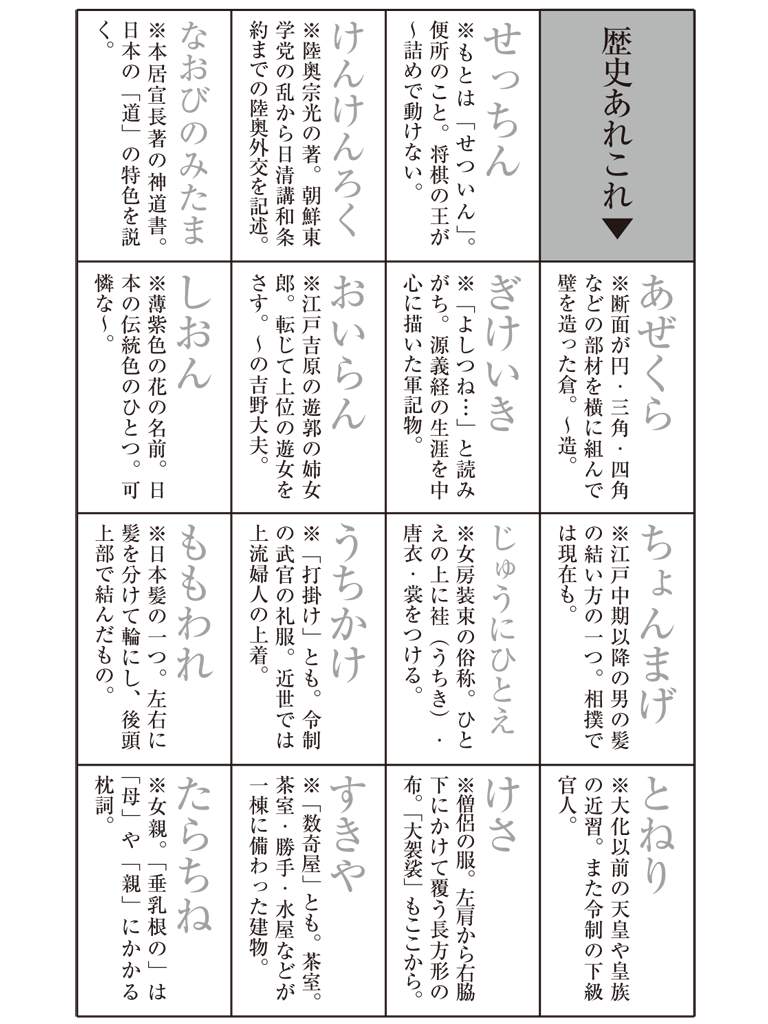 歴史あれこれ▼
せっちん
※もとは「せついん」。
便所のこと。将棋の王が
～詰めで動けない。
けんけんろく
※陸奥宗光の著。朝鮮東
学党の乱から日清講和条
約までの陸奥外交を記述。
なおびのみたま
※本居宣長著の神道書。
日本の「道」の特色を説
く。
あぜくら
※断面が円・三角・四角
などの部材を横に組んで
壁を造った倉。～造。
ぎけいき
※「よしつね…」と読み
がち。源義経の生涯を中
心に描いた軍記物。
おいらん
※江戸吉原の遊郭の姉女
郎。転じて上位の遊女を
さす。～の吉野大夫。
しおん
※薄紫色の花の名前。日
本の伝統色のひとつ。可
憐な～。
ちょんまげ
※江戸中期以降の男の髪
の結い方の一つ。相撲で
は現在も。
じゅうにひとえ
※女房装束の俗称。ひと
えの上に袿（うちき）・
唐衣・裳をつける。
うちかけ
※「打掛け」とも。令制
の武官の礼服。近世では
上流婦人の上着。
ももわれ
※日本髪の一つ。左右に
髪を分けて輪にし、後頭
上部で結んだもの。
とねり
※大化以前の天皇や皇族
の近習。また令制の下級
官人。
けさ
※僧侶の服。左肩から右脇
下にかけて覆う長方形の
布。「大袈裟」もここから。
すきや
※「数奇屋」とも。茶室。
茶室・勝手・水屋などが
一棟に備わった建物。
たらちね
※女親。「垂乳根の」は
「母」や「親」にかかる
枕詞。